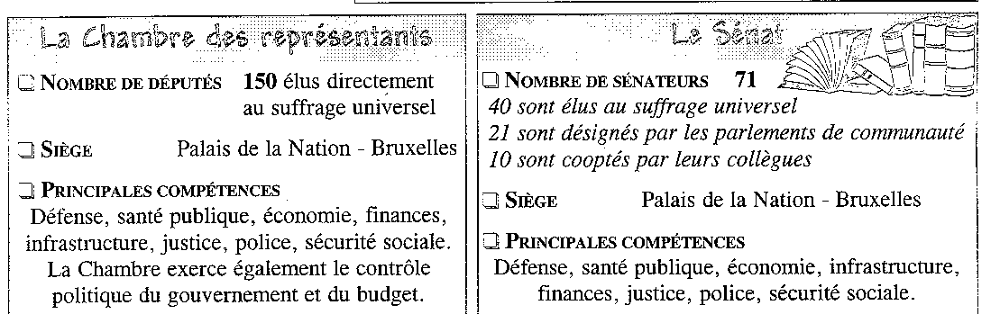 La Chambre des représentants
❑ NOMBRE DE DÉPUTÉS 150 élus directement
au suffrage universel
❑ SIÈGE Palais de la Nation - Bruxelles
❑ PRINCIPALES COMPÉTENCES
Défense, santé publique, économie, finances,
infrastructure, justice, police, sécurité sociale.
La Chambre exerce également le contrôle
politique du gouvernement et du budget.
Le Sénat
❑ NOMBRE DE SÉNATEURS 71
40 sont élus au suffrage universel
21 sont désignés par les parlements de communauté
10 sont cooptés par leurs collègues
❑ SIÈGE Palais de la Nation - Bruxelles
❑ PRINCIPALES COMPÉTENCES
Défense, santé publique, économie, infrastructure,
finances, justice, police, sécurité sociale.